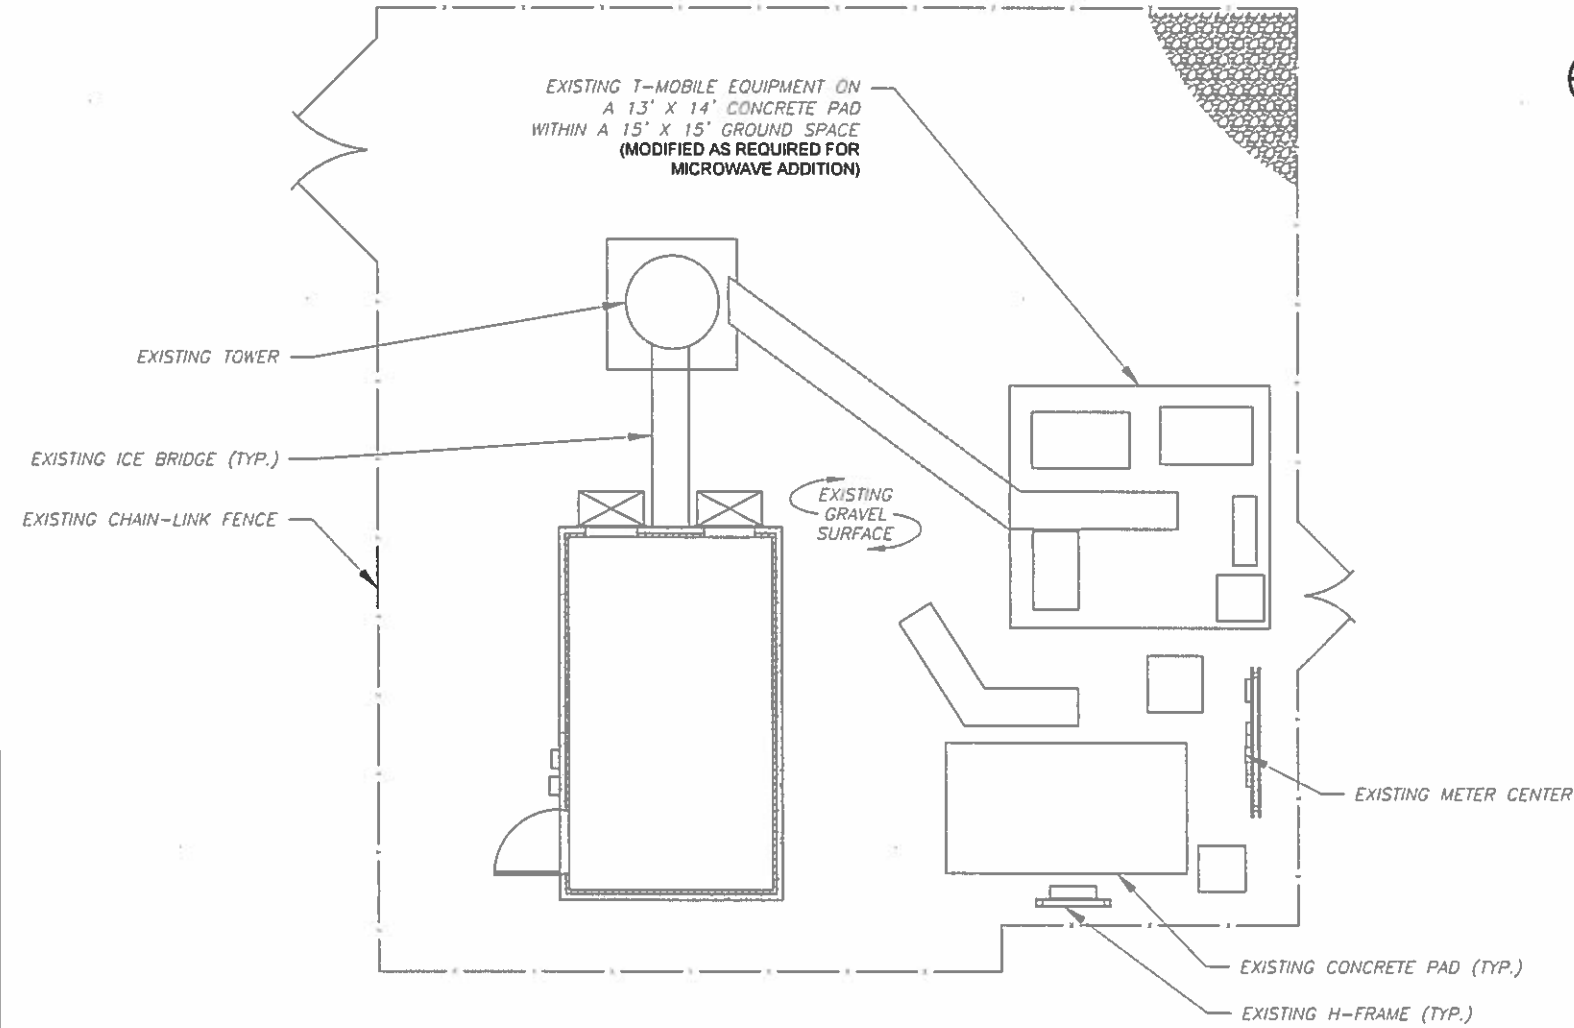 EXISTING T-MOBILE EQUIPMENT ON
A 13' X 14' CONCRETE PAD
WITHIN A 15' X 15' GROUND SPACE
(MODIFIED AS REQUIRED FOR
MICROWAVE ADDITION)
EXISTING TOWER
EXISTING ICE BRIDGE (TYP.)
EXISTING CHAIN-LINK FENCE
EXISTING
GRAVEL
SURFACE
EXISTING METER CENTER
EXISTING CONCRETE PAD (TYP.)
EXISTING H-FRAME (TYP.)